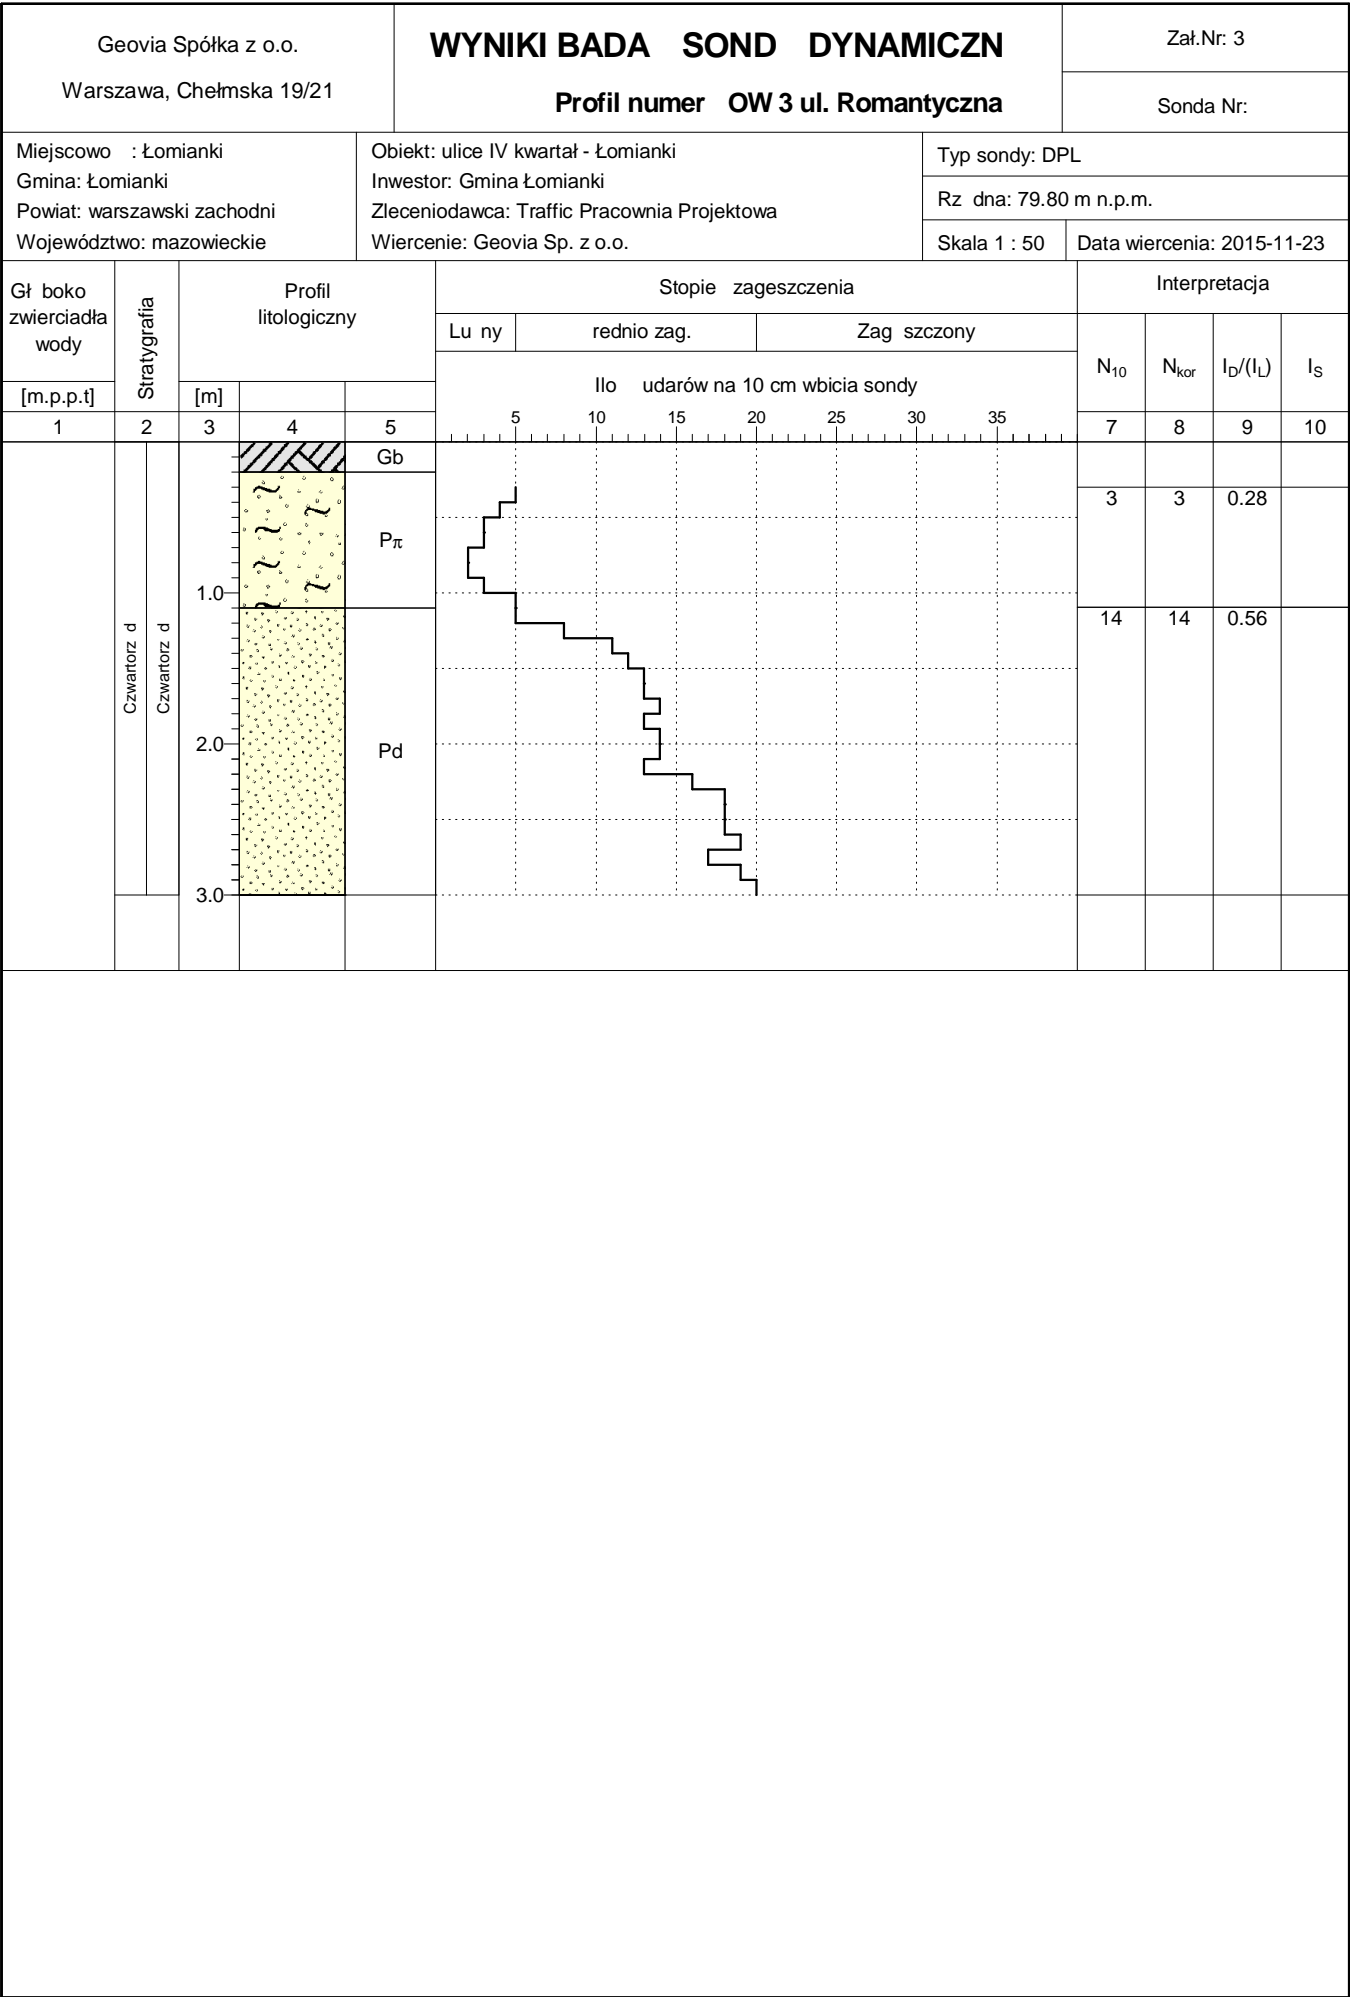 Geovia Spółka z o.o.
Warszawa, Chełmska 19/21
WYNIKI BADA SOND DYNAMICZN
Profil numer OW 3 ul. Romantyczna
Zał.Nr: 3
Sonda Nr:
Miejscowo : Łomianki
Gmina: Łomianki
Powiat: warszawski zachodni
Województwo: mazowieckie
Obiekt: ulice IV kwartał - Łomianki
Inwestor: Gmina Łomianki
Zleceniodawca: Traffic Pracownia Projektowa
Wiercenie: Geovia Sp. z o.o.
Typ sondy: DPL
Rz dna: 79.80 m n.p.m.
Skala 1 : 50
Data wiercenia: 2015-11-23
Gł boko
zwierciadła
wody
[m.p.p.t]
Stratygrafia
Profil
litologiczny
[m]
Stopie zageszczenia
Lu ny
rednio zag.
Zag szczony
Ilo udarów na 10 cm wbicia sondy
5 10 15 20 25 30 35
Interpretacja
N10 Nkor ID/(IL) IS
1 2 3 4 5 7 8 9 10
Gb
3 3 0.28
Pπ
1.0
14 14 0.56
Czwartorz d
Czwartorz d
2.0
Pd
3.0